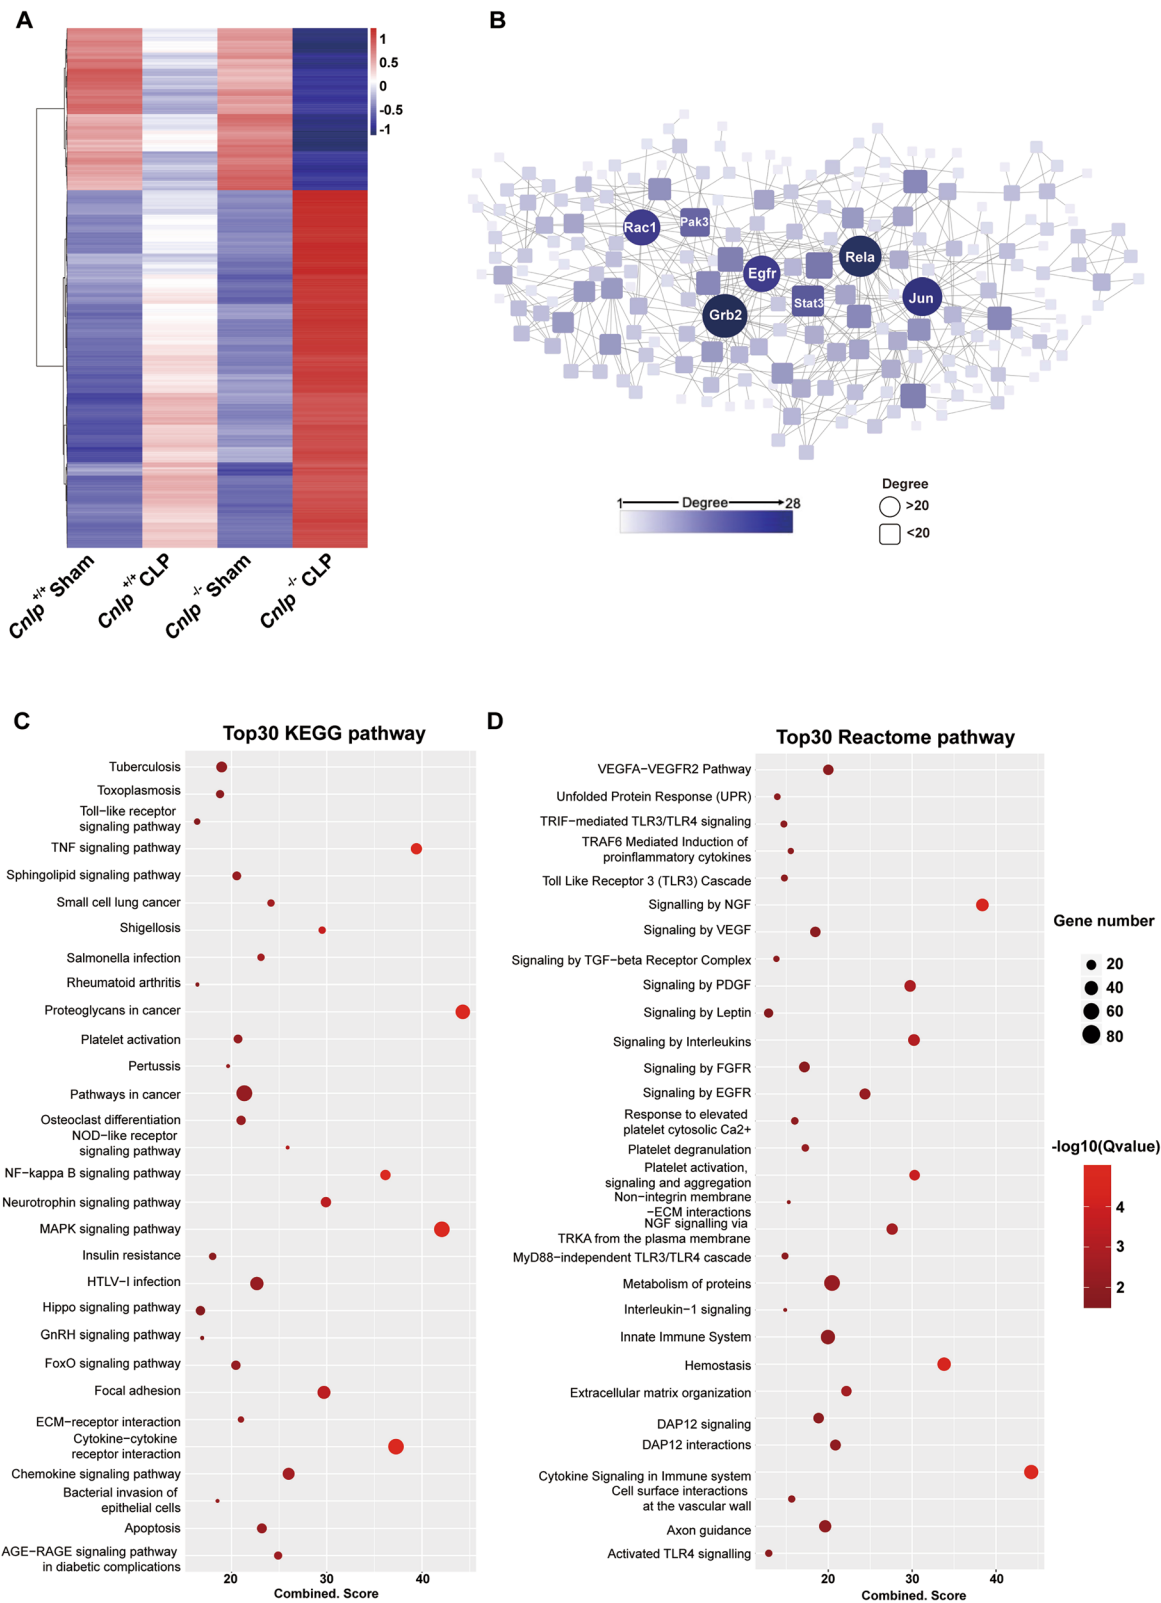 A
1
0.5
0
-0.5
-1
Cnlp+/+ Sham
Cnlp+/+ CLP
Cnlp-/- Sham
Cnlp-/- CLP
B
Rac1
Pak3
Rela
Egfr
Stat3
Jun
Grb2
1 Degree 28
Degree
>20
<20
C
Top30 KEGG pathway
Tuberculosis
Toxoplasmosis
Toll−like receptor
signaling pathway
TNF signaling pathway
Sphingolipid signaling pathway
Small cell lung cancer
Shigellosis
Salmonella infection
Rheumatoid arthritis
Proteoglycans in cancer
Platelet activation
Pertussis
Pathways in cancer
Osteoclast differentiation
NOD−like receptor
signaling pathway
NF−kappa B signaling pathway
Neurotrophin signaling pathway
MAPK signaling pathway
Insulin resistance
HTLV−I infection
Hippo signaling pathway
GnRH signaling pathway
FoxO signaling pathway
Focal adhesion
ECM−receptor interaction
Cytokine−cytokine
receptor interaction
Chemokine signaling pathway
Bacterial invasion of
epithelial cells
Apoptosis
AGE−RAGE signaling pathway
in diabetic complications
20 30 40
Combined. Score
D
Top30 Reactome pathway
VEGFA−VEGFR2 Pathway
Unfolded Protein Response (UPR)
TRIF−mediated TLR3/TLR4 signaling
TRAF6 Mediated Induction of
proinflammatory cytokines
Toll Like Receptor 3 (TLR3) Cascade
Signalling by NGF
Signaling by VEGF
Signaling by TGF−beta Receptor Complex
Signaling by PDGF
Signaling by Leptin
Signaling by Interleukins
Signaling by FGFR
Signaling by EGFR
Response to elevated
platelet cytosolic Ca2+
Platelet degranulation
Platelet activation,
signaling and aggregation
Non−integrin membrane
−ECM interactions
NGF signalling via
TRKA from the plasma membrane
MyD88−independent TLR3/TLR4 cascade
Metabolism of proteins
Interleukin−1 signaling
Innate Immune System
Hemostasis
Extracellular matrix organization
DAP12 signaling
DAP12 interactions
Cytokine Signaling in Immune system
Cell surface interactions
at the vascular wall
Axon guidance
Activated TLR4 signalling
20 30 40
Combined. Score
Gene number
20
40
60
80
-log10(Qvalue)
4
3
2